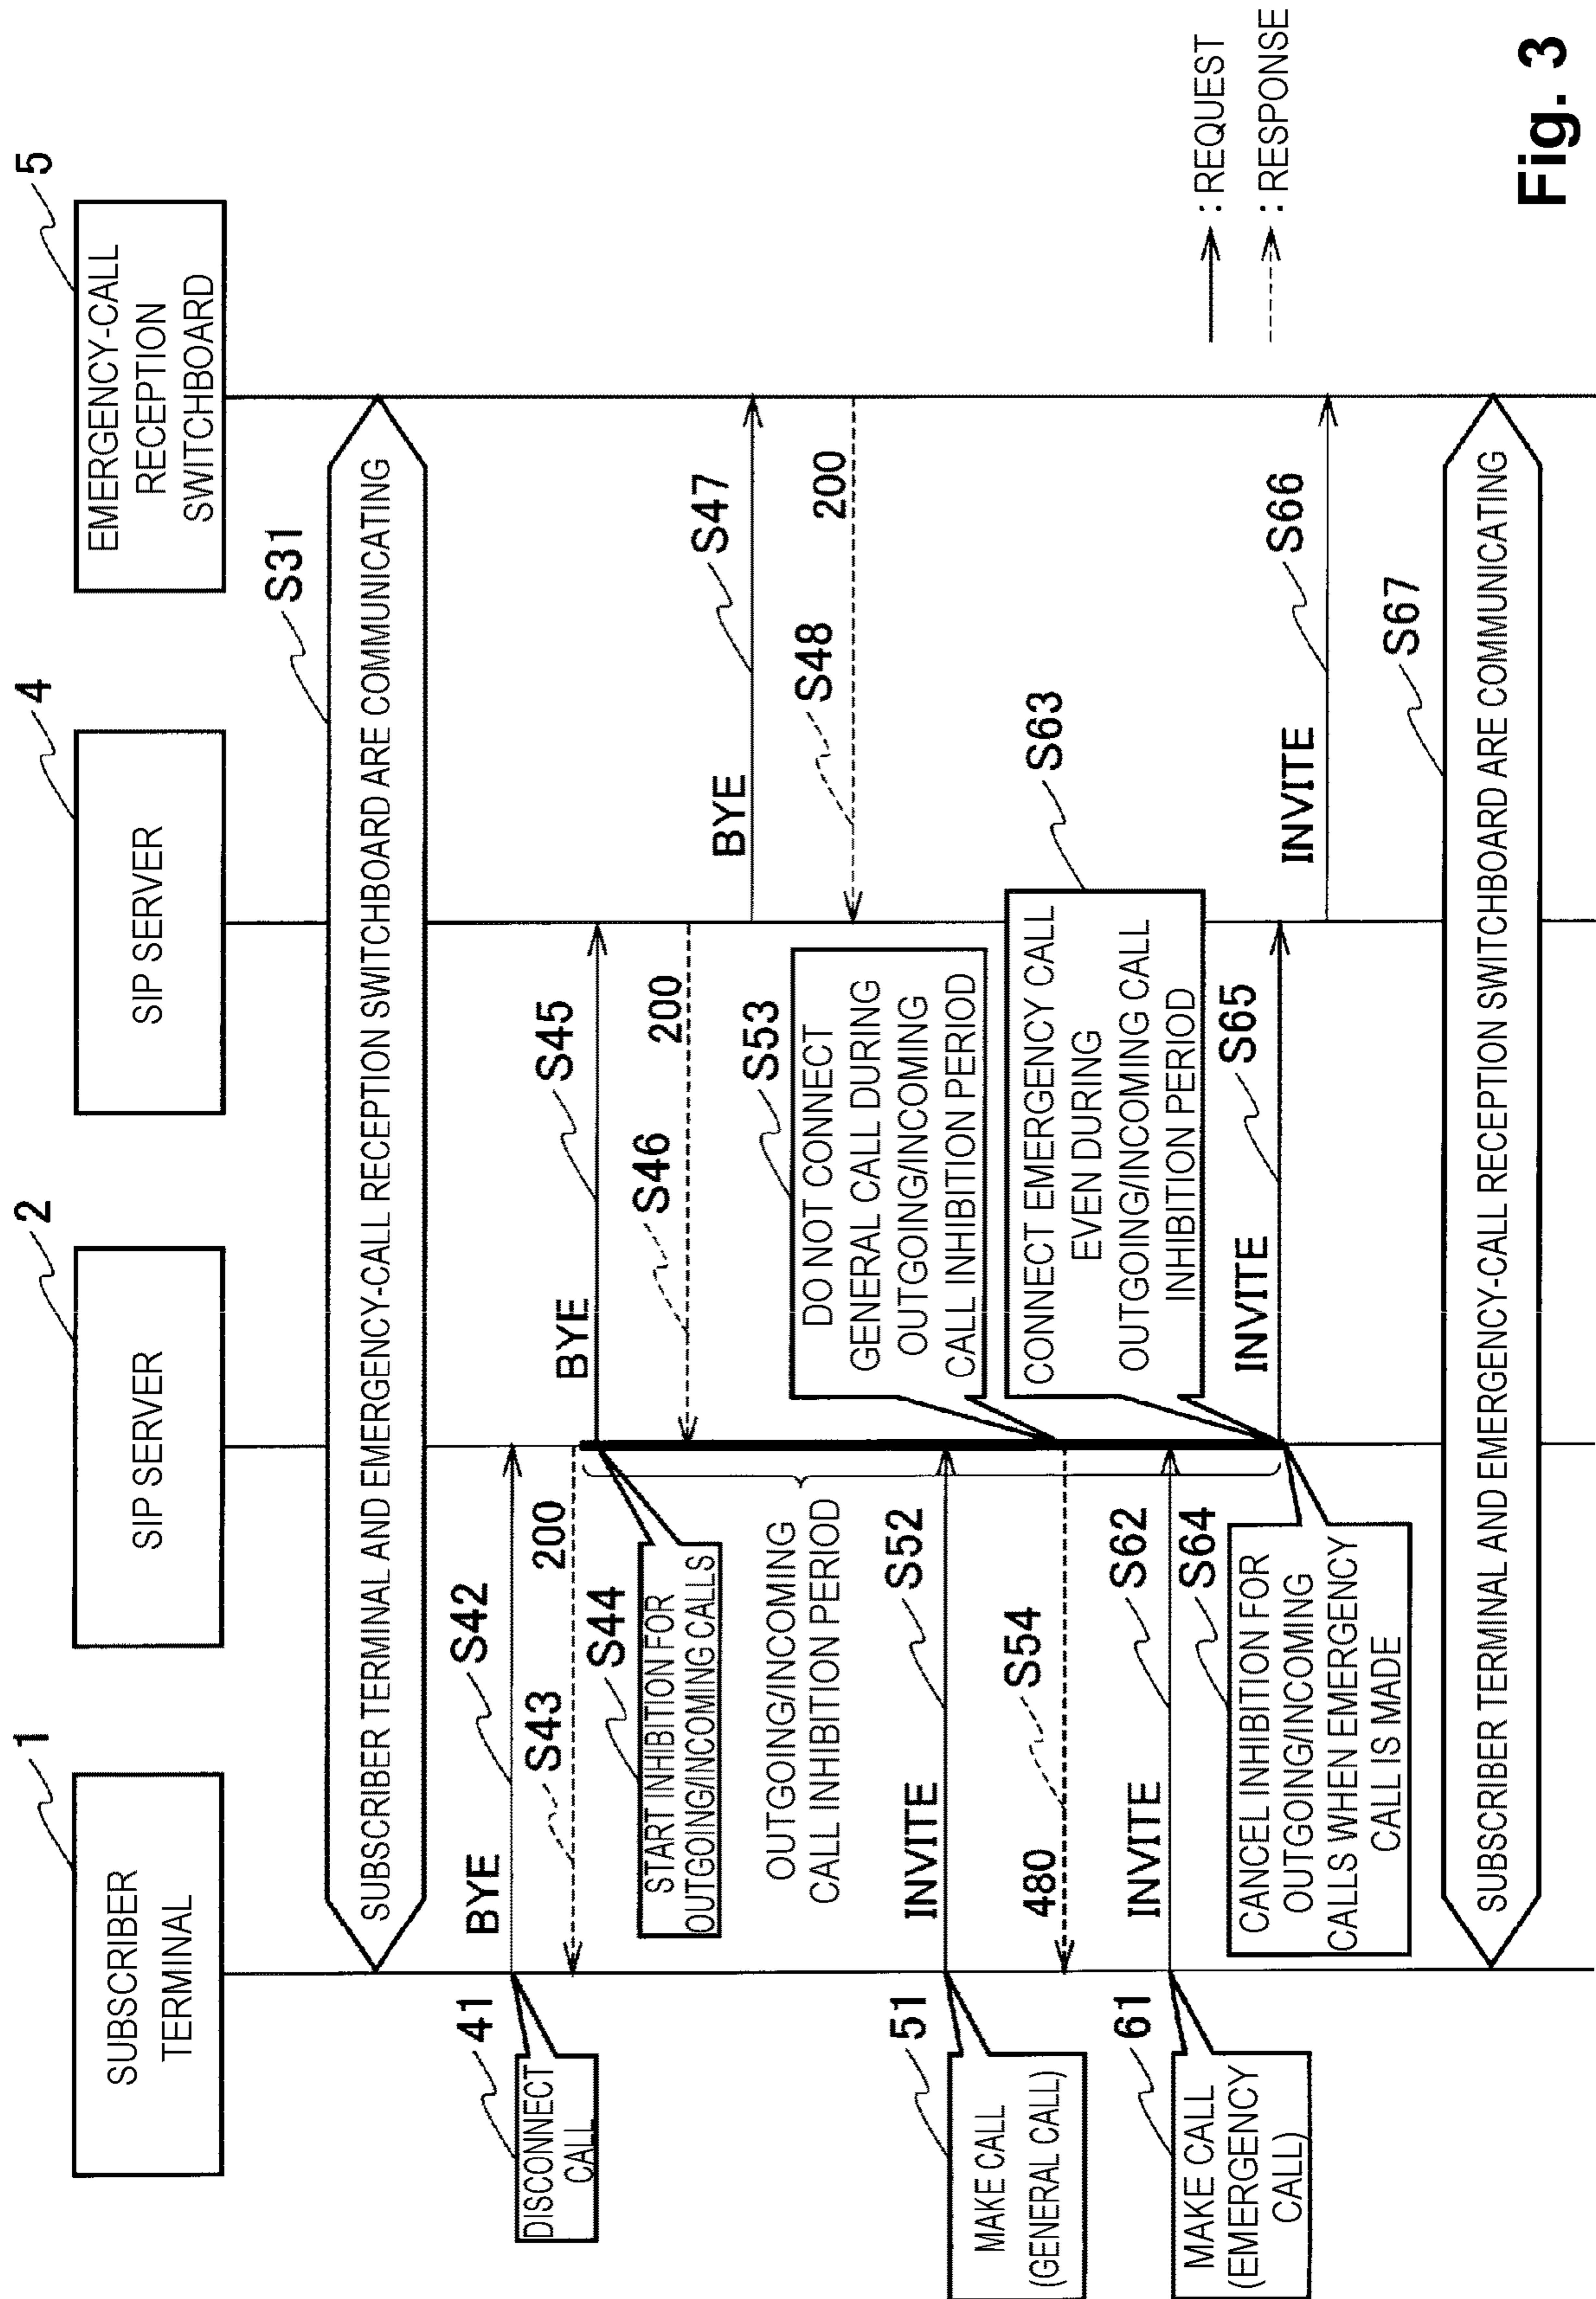 1
SUBSCRIBER
TERMINAL
2
SIP SERVER
4
SIP SERVER
5
EMERGENCY-CALL
RECEPTION
SWITCHBOARD
S31
SUBSCRIBER TERMINAL AND EMERGENCY-CALL RECEPTION SWITCHBOARD ARE COMMUNICATING
41
DISCONNECT
CALL
BYE
S42
S43
200
S44
START INHIBITION FOR
OUTGOING/INCOMING CALLS
BYE
S45
S46
200
BYE
S47
S48
200
OUTGOING/INCOMING
CALL INHIBITION PERIOD
51
MAKE CALL
(GENERAL CALL)
INVITE
S52
S53
DO NOT CONNECT
GENERAL CALL DURING
OUTGOING/INCOMING
CALL INHIBITION PERIOD
480
S54
61
MAKE CALL
(EMERGENCY
CALL)
INVITE
S62
S63
CONNECT EMERGENCY CALL
EVEN DURING
OUTGOING/INCOMING CALL
INHIBITION PERIOD
S64
CANCEL INHIBITION FOR
OUTGOING/INCOMING
CALLS WHEN EMERGENCY
CALL IS MADE
INVITE
S65
INVITE
S66
S67
SUBSCRIBER TERMINAL AND EMERGENCY-CALL RECEPTION SWITCHBOARD ARE COMMUNICATING
: REQUEST
: RESPONSE
Fig. 3